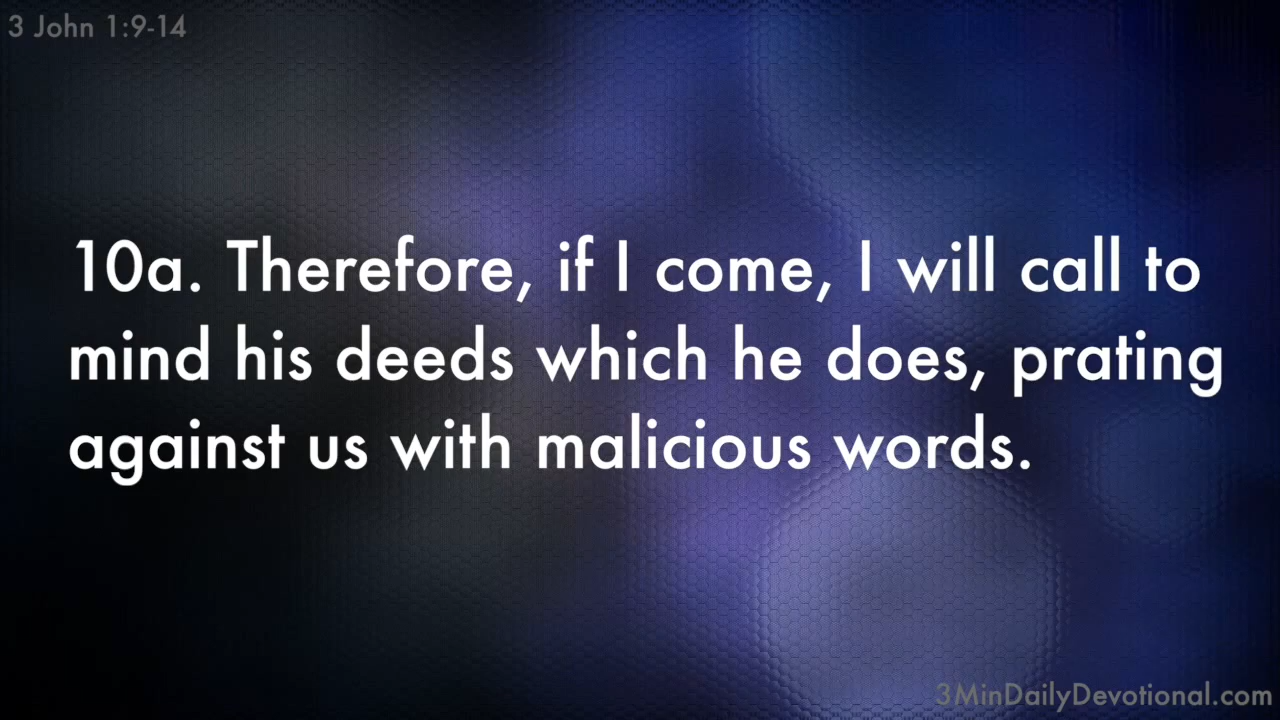 3 John 1:9-14
10a. Therefore, if I come, I will call to
mind his deeds which he does, prating
against us with malicious words.
3MinDailyDevotional.com